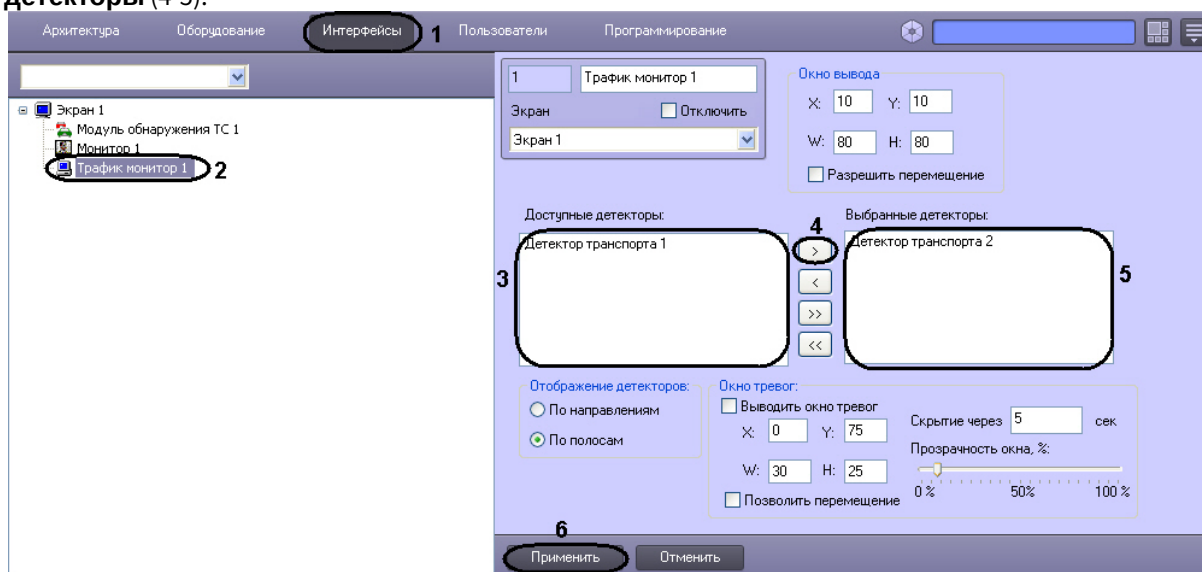 детекторы (4-5).
Архитектура Оборудование Интерфейсы 1 Пользователи Программирование
1 Трафик монитор 1
Экран Отключить
Экран 1
Окно вывода
X: 10 Y: 10
W: 80 H: 80
Разрешить перемещение
Экран 1
Модуль обнаружения ТС 1
Монитор 1
Трафик монитор 1 2
Доступные детекторы: 4 Выбранные детекторы:
Детектор транспорта 1 > Детектор транспорта 2
3 < 5
>>
<<
Отображение детекторов:
По направлениям
По полосам
Окно тревог:
Выводить окно тревог
X: 0 Y: 75
W: 30 H: 25
Позволить перемещение
Скрытие через 5 сек
Прозрачность окна, %:
0 % 50% 100 %
6
Применить Отменить